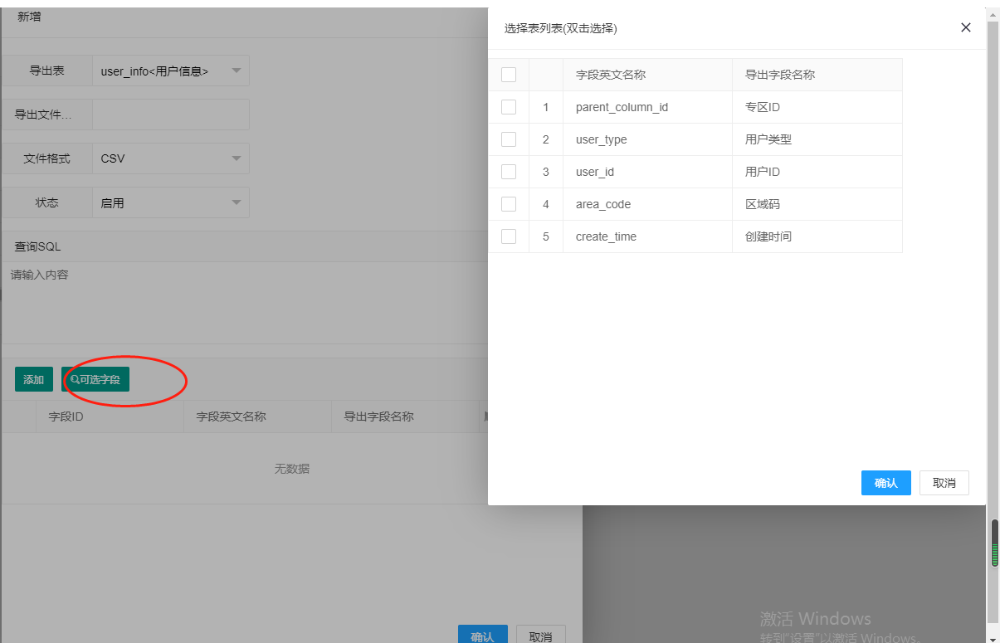 新增
导出表 user_info<用户信息>
导出文件...
文件格式 CSV
状态 启用
查询SQL
请输入内容
添加 可选字段
字段ID 字段英文名称 导出字段名称
无数据
确认 取消
选择表列表(双击选择)
字段英文名称 导出字段名称
1 parent_column_id 专区ID
2 user_type 用户类型
3 user_id 用户ID
4 area_code 区域码
5 create_time 创建时间
确认 取消
激活 Windows
转到"设置"以激活 Windows。